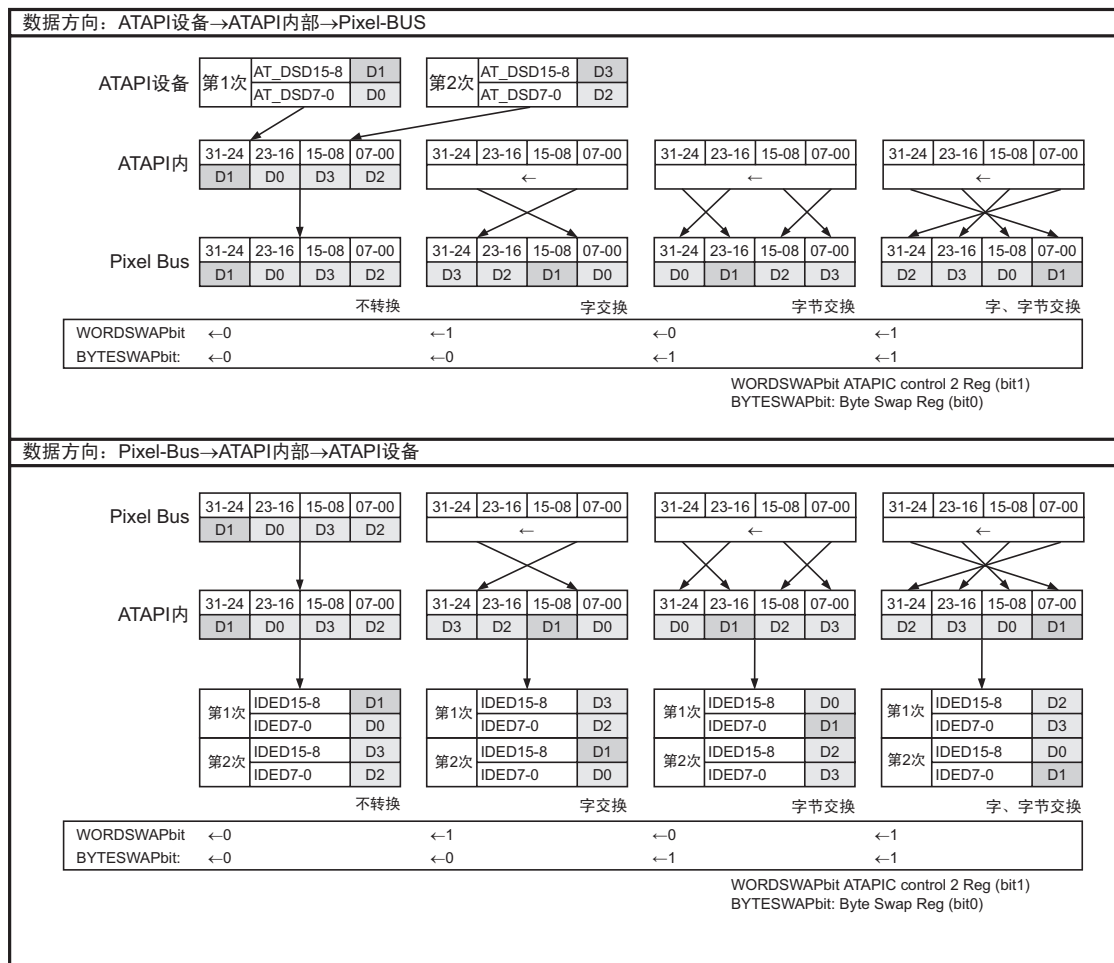 数据方向：ATAPI设备→ATAPI内部→Pixel-BUS
ATAPI设备 第1次 AT_DSD15-8 D1 第2次 AT_DSD15-8 D3
AT_DSD7-0 D0 AT_DSD7-0 D2
ATAPI内 31-24 23-16 15-08 07-00 31-24 23-16 15-08 07-00 31-24 23-16 15-08 07-00 31-24 23-16 15-08 07-00
D1 D0 D3 D2 ← ← ←
Pixel Bus 31-24 23-16 15-08 07-00 31-24 23-16 15-08 07-00 31-24 23-16 15-08 07-00 31-24 23-16 15-08 07-00
D1 D0 D3 D2 D3 D2 D1 D0 D0 D1 D2 D3 D2 D3 D0 D1
不转换 字交换 字节交换 字、字节交换
WORDSWAPbit ←0 ←1 ←0 ←1
BYTESWAPbit: ←0 ←0 ←1 ←1
WORDSWAPbit ATAPIC control 2 Reg (bit1)
BYTESWAPbit: Byte Swap Reg (bit0)
数据方向：Pixel-Bus→ATAPI内部→ATAPI设备
Pixel Bus 31-24 23-16 15-08 07-00 31-24 23-16 15-08 07-00 31-24 23-16 15-08 07-00 31-24 23-16 15-08 07-00
D1 D0 D3 D2 ← ← ←
ATAPI内 31-24 23-16 15-08 07-00 31-24 23-16 15-08 07-00 31-24 23-16 15-08 07-00 31-24 23-16 15-08 07-00
D1 D0 D3 D2 D3 D2 D1 D0 D0 D1 D2 D3 D2 D3 D0 D1
第1次 IDED15-8 D1 第1次 IDED15-8 D3 第1次 IDED15-8 D0 第1次 IDED15-8 D2
IDED7-0 D0 IDED7-0 D2 IDED7-0 D1 IDED7-0 D3
第2次 IDED15-8 D3 第2次 IDED15-8 D1 第2次 IDED15-8 D2 第2次 IDED15-8 D0
IDED7-0 D2 IDED7-0 D0 IDED7-0 D3 IDED7-0 D1
不转换 字交换 字节交换 字、字节交换
WORDSWAPbit ←0 ←1 ←0 ←1
BYTESWAPbit: ←0 ←0 ←1 ←1
WORDSWAPbit ATAPIC control 2 Reg (bit1)
BYTESWAPbit: Byte Swap Reg (bit0)